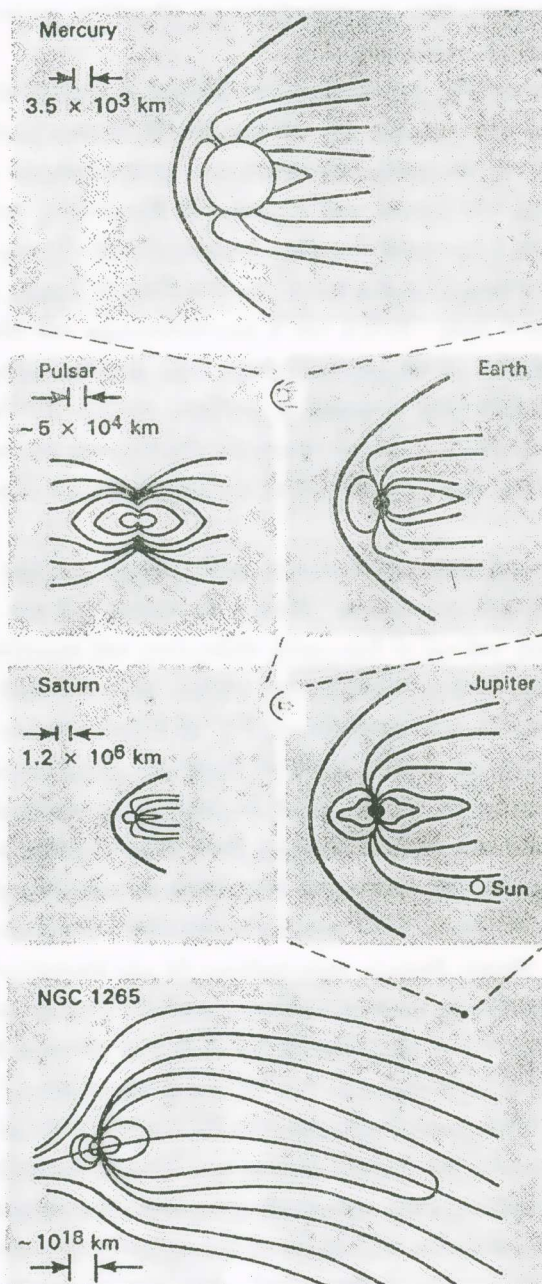 Mercury
3.5 × 10³ km
Pulsar
~5 × 10⁴ km
Earth
Saturn
1.2 × 10⁶ km
Jupiter
Sun
NGC 1265
~10¹⁸ km